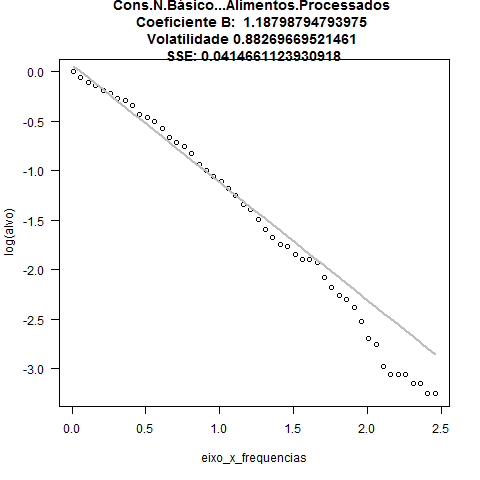 Cons.N.Básico...Alimentos.Processados
Coeficiente B:  1.18798794793975
Volatilidade 0.88269669521461
SSE: 0.0414661123930918
0.0
-0.5
-1.0
-1.5
-2.0
-2.5
-3.0
log(alvo)
0.0 0.5 1.0 1.5 2.0 2.5
eixo_x_frequencias